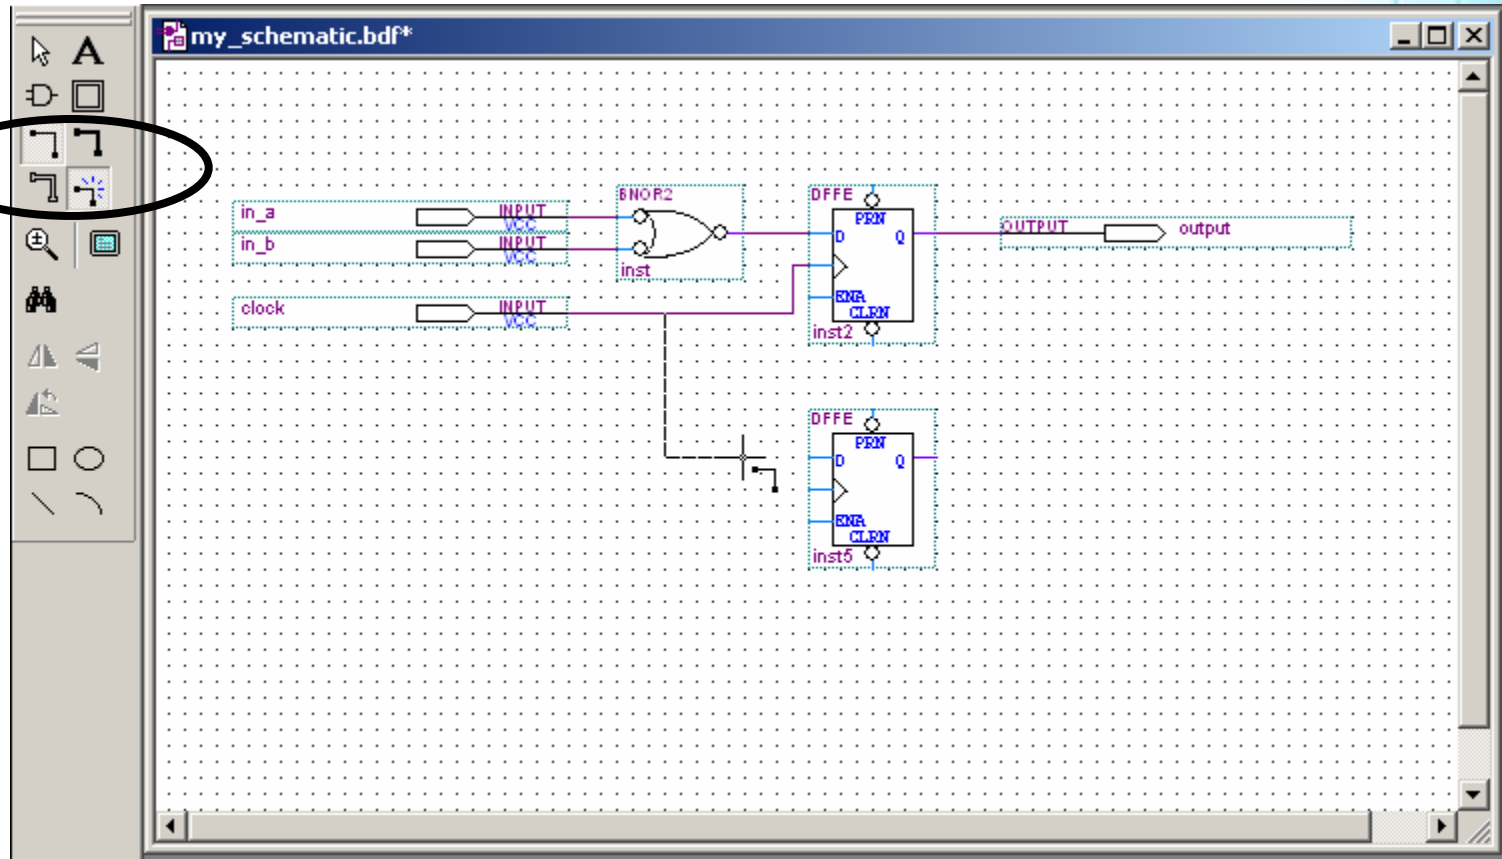 my_schematic.bdf*
A
in_a INPUT VCC
in_b INPUT VCC
clock INPUT VCC
BNOR2
inst
DFFE
PRN
D Q
ENA
CLRN
inst2
OUTPUT output
DFFE
PRN
D Q
ENA
CLRN
inst5